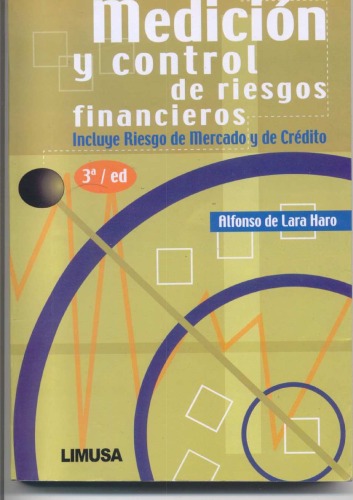 Medición
y control
de riesgos
financieros
Incluye Riesgo de Mercado y de Crédito
3ª / ed
Alfonso de Lara Haro
LIMUSA